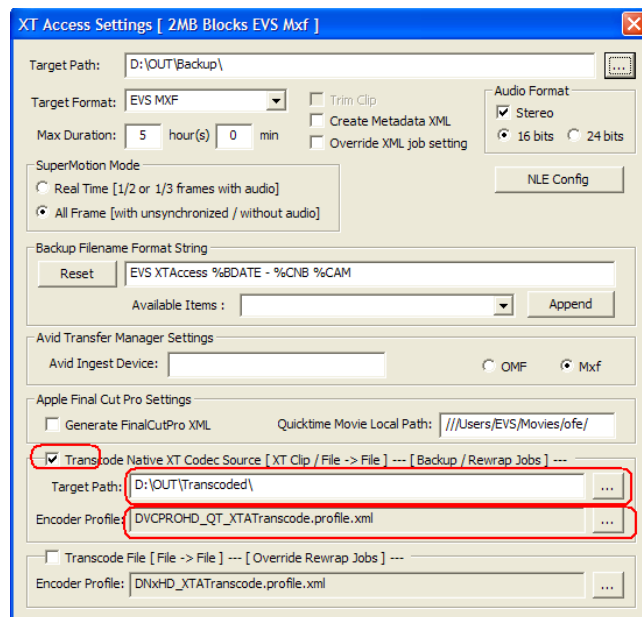 XT Access Settings [ 2MB Blocks EVS Mxf ]
Target Path: D:\OUT\Backup\ ...
Target Format: EVS MXF
Trim Clip
Create Metadata XML
Override XML job setting
Max Duration: 5 hour(s) 0 min
Audio Format
Stereo
16 bits 24 bits
SuperMotion Mode
Real Time [1/2 or 1/3 frames with audio]
All Frame [with unsynchronized / without audio]
NLE Config
Backup Filename Format String
Reset EVS XTAccess %BDATE - %CNB %CAM
Available Items : Append
Avid Transfer Manager Settings
Avid Ingest Device: OMF Mxf
Apple Final Cut Pro Settings
Generate FinalCutPro XML Quicktime Movie Local Path: ///Users/EVS/Movies/ofe/
Transcode Native XT Codec Source [ XT Clip / File -> File ] --- [ Backup / Rewrap Jobs ] ---
Target Path: D:\OUT\Transcoded\ ...
Encoder Profile: DVCPROHD_QT_XTATranscode.profile.xml ...
Transcode File [ File -> File ] --- [ Override Rewrap Jobs ] ---
Encoder Profile: DNxHD_XTATranscode.profile.xml ...